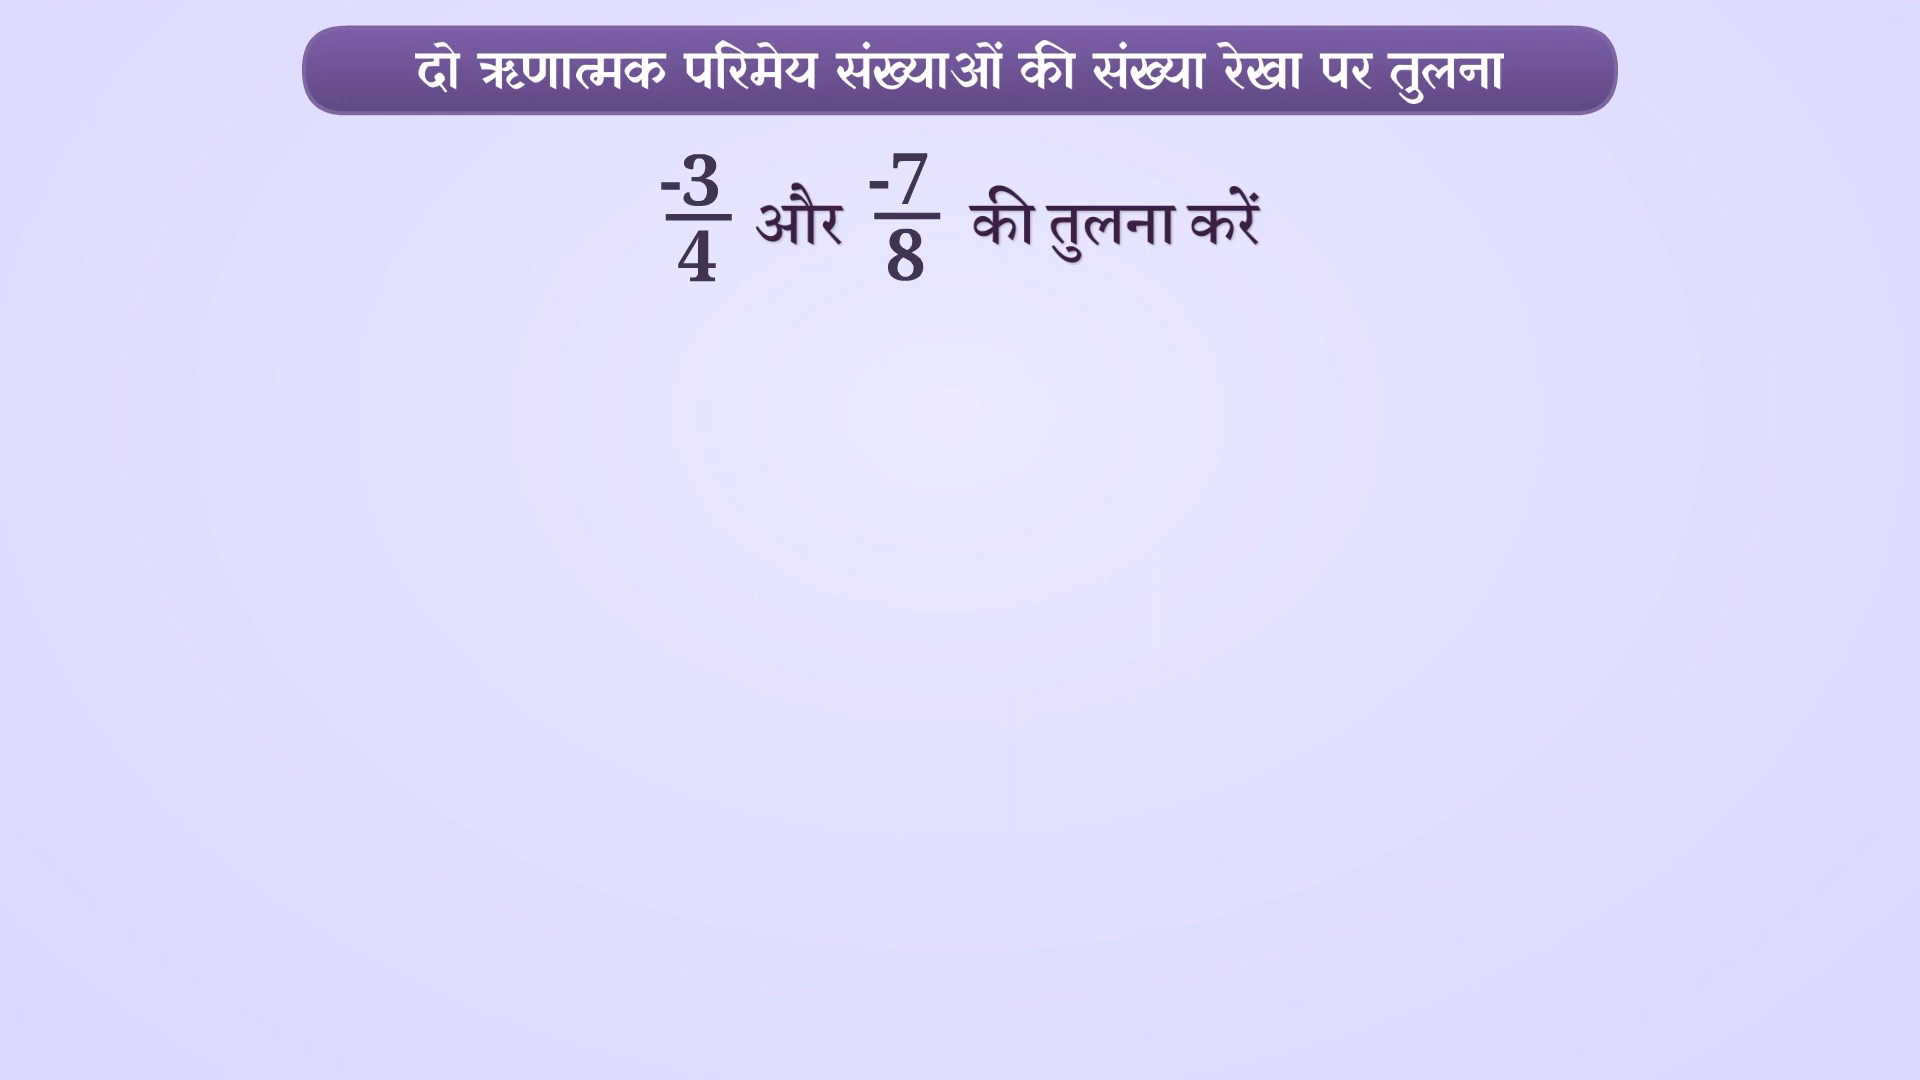 दो ऋणात्मक परिमेय संख्याओं की संख्या रेखा पर तुलना
-3/4 और -7/8 की तुलना करें